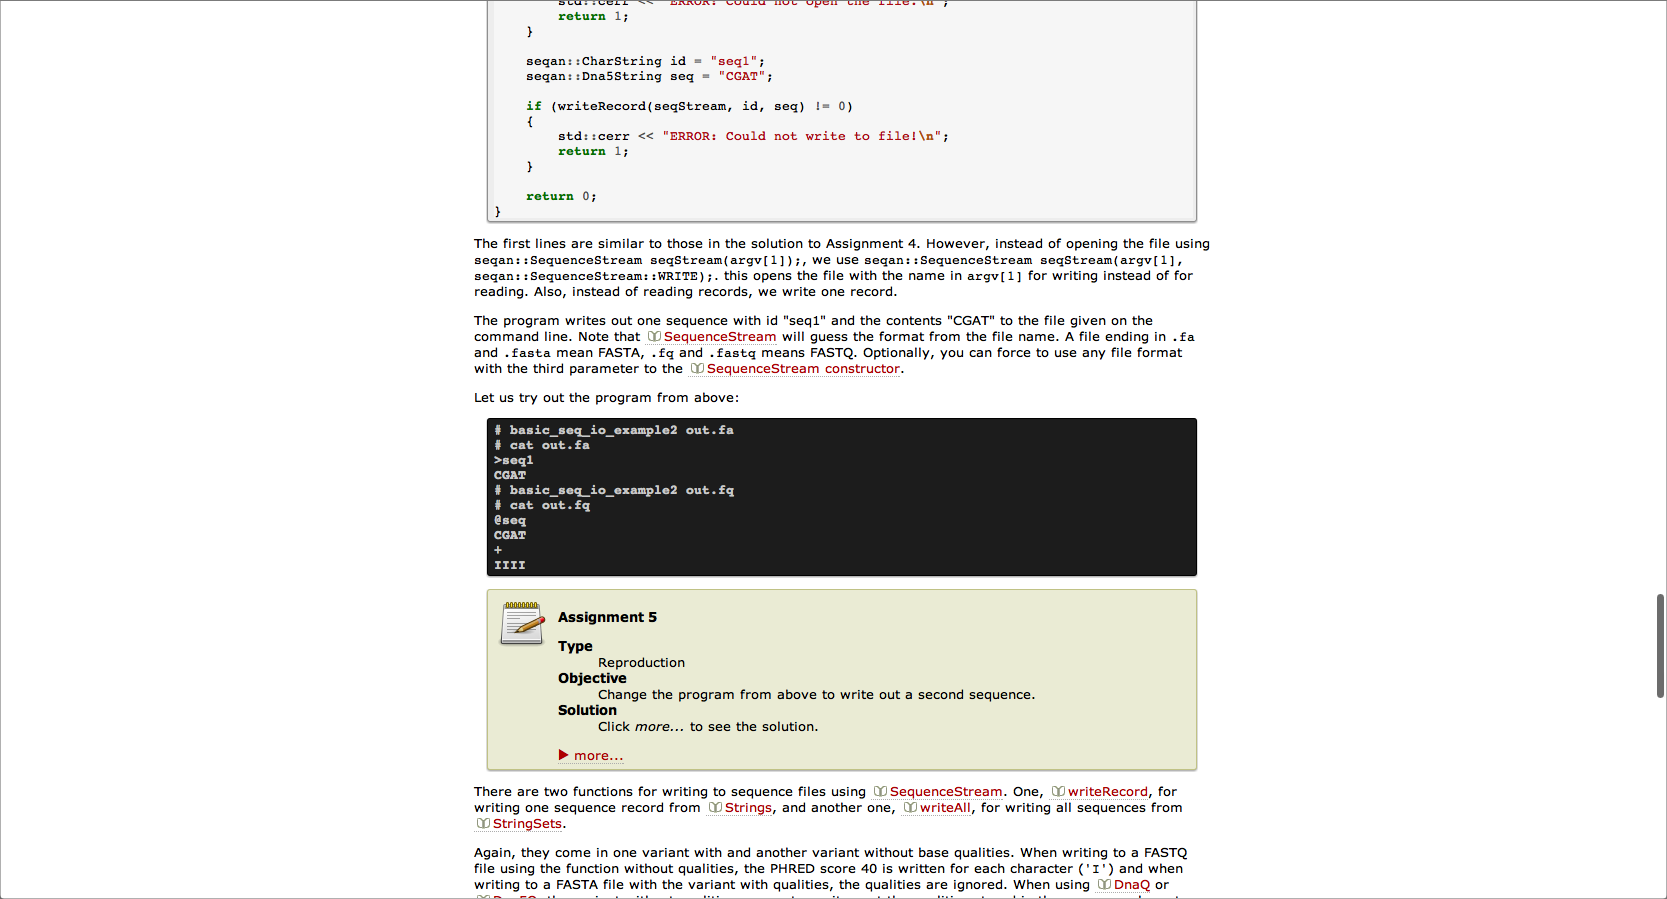 std::cerr << "ERROR: Could not open the file.\n";
return 1;
}
seqan::CharString id = "seq1";
seqan::Dna5String seq = "CGAT";
if (writeRecord(seqStream, id, seq) != 0)
{
std::cerr << "ERROR: Could not write to file!\n";
return 1;
}
return 0;
}
The first lines are similar to those in the solution to Assignment 4. However, instead of opening the file using
seqan::SequenceStream seqStream(argv[1]);, we use seqan::SequenceStream seqStream(argv[1],
seqan::SequenceStream::WRITE);. this opens the file with the name in argv[1] for writing instead of for
reading. Also, instead of reading records, we write one record.
The program writes out one sequence with id "seq1" and the contents "CGAT" to the file given on the
command line. Note that SequenceStream will guess the format from the file name. A file ending in .fa
and .fasta mean FASTA, .fq and .fastq means FASTQ. Optionally, you can force to use any file format
with the third parameter to the SequenceStream constructor.
Let us try out the program from above:
# basic_seq_io_example2 out.fa
# cat out.fa
>seq1
CGAT
# basic_seq_io_example2 out.fq
# cat out.fq
@seq
CGAT
+
IIII
Assignment 5
Type
Reproduction
Objective
Change the program from above to write out a second sequence.
Solution
Click more... to see the solution.
more...
There are two functions for writing to sequence files using SequenceStream. One, writeRecord, for
writing one sequence record from Strings, and another one, writeAll, for writing all sequences from
StringSets.
Again, they come in one variant with and another variant without base qualities. When writing to a FASTQ
file using the function without qualities, the PHRED score 40 is written for each character ('I') and when
writing to a FASTA file with the variant with qualities, the qualities are ignored. When using DnaQ or